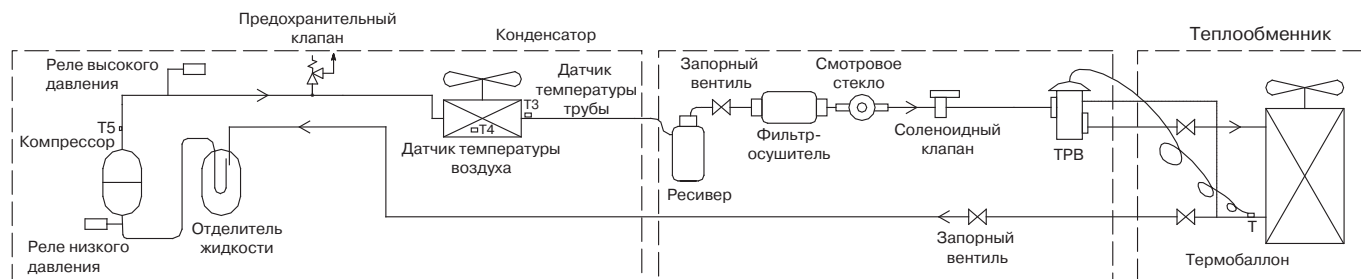 Предохранительный
клапан
Конденсатор
Теплообменник
Реле высокого
давления
Датчик
температуры
трубы
Запорный
вентиль
Смотровое
стекло
T3
T5
Компрессор
T4
Датчик температуры
воздуха
Фильтр-
осушитель
Соленоидный
клапан
ТРВ
Ресивер
Отделитель
жидкости
Реле низкого
давления
Запорный
вентиль
T
Термобаллон